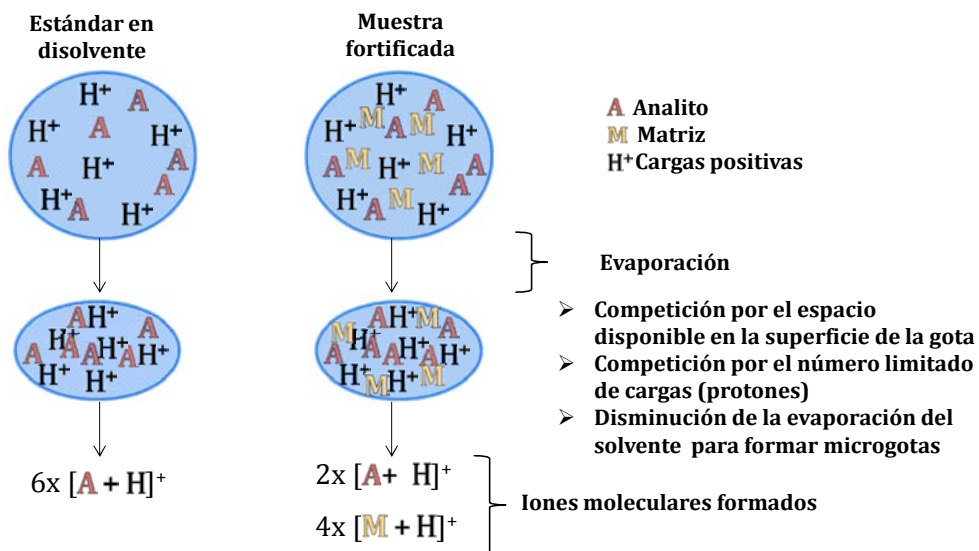 Estándar en
disolvente
H⁺ A
H⁺ A H⁺
A H⁺ A
A
H⁺ A H⁺
A H⁺ A
H⁺
A A A H⁺
H⁺ H⁺
6x [A + H]⁺
Muestra
fortificada
H⁺ A
H⁺ M A M H⁺
A M H⁺ M A
A
H⁺ A M H⁺
A H⁺ M
M H⁺ A
A A A H⁺
H⁺ M H⁺ M
2x [A+ H]⁺
4x [M + H]⁺
A Analito
M Matriz
H⁺ Cargas positivas
Evaporación
➢ Competición por el espacio
disponible en la superficie de la gota
➢ Competición por el número limitado
de cargas (protones)
➢ Disminución de la evaporación del
solvente para formar microgotas
Iones moleculares formados